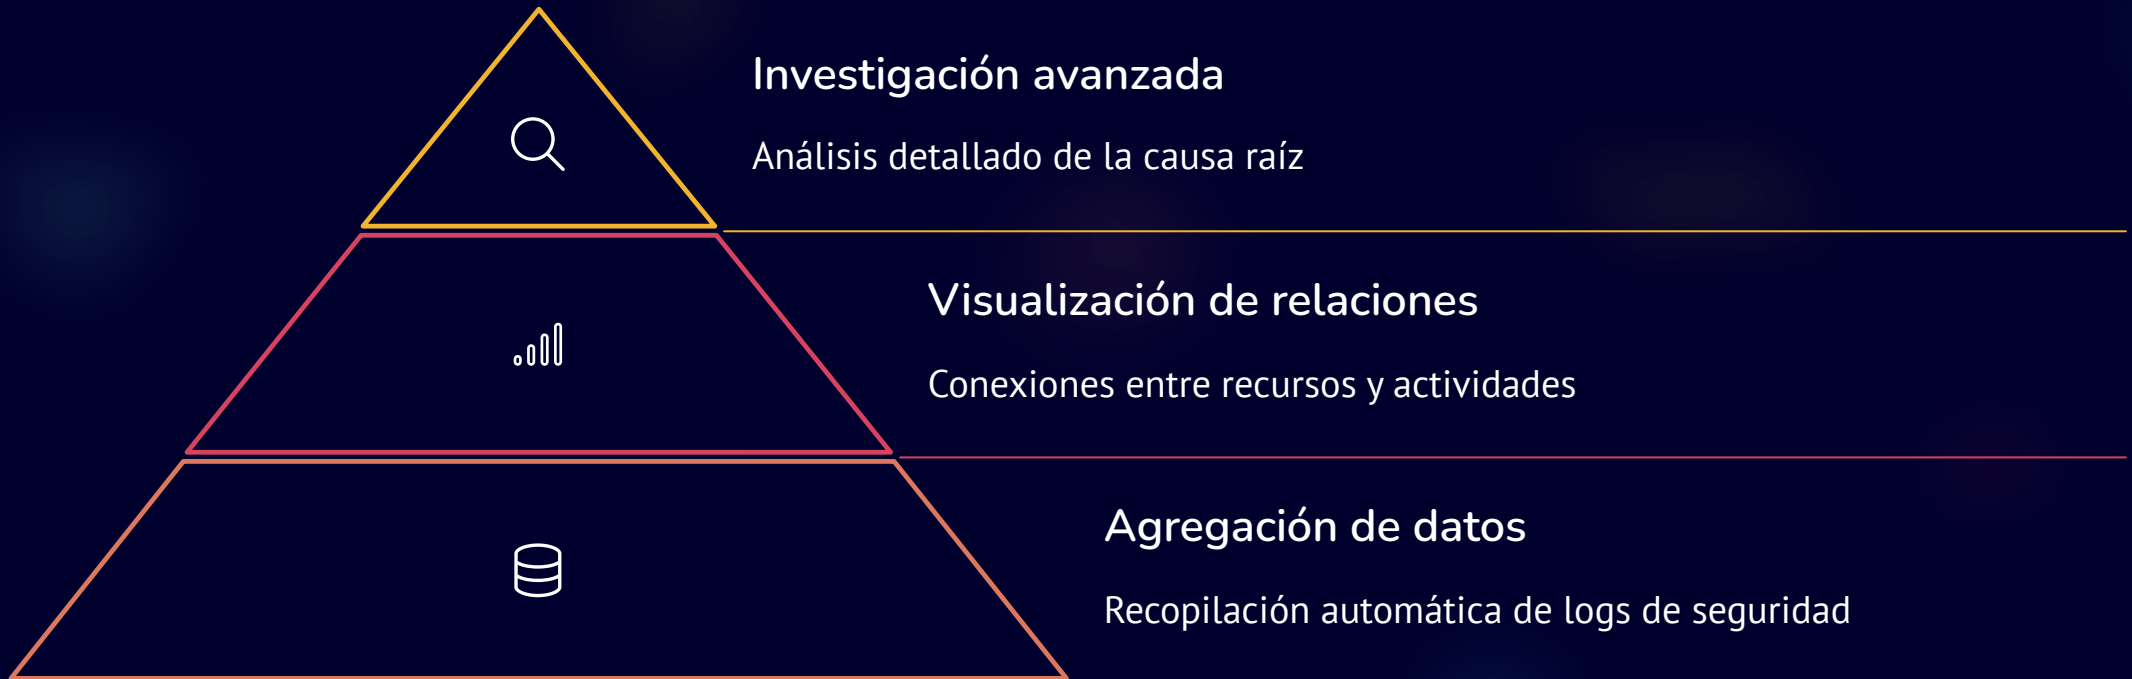 Investigación avanzada
Análisis detallado de la causa raíz
Visualización de relaciones
Conexiones entre recursos y actividades
Agregación de datos
Recopilación automática de logs de seguridad